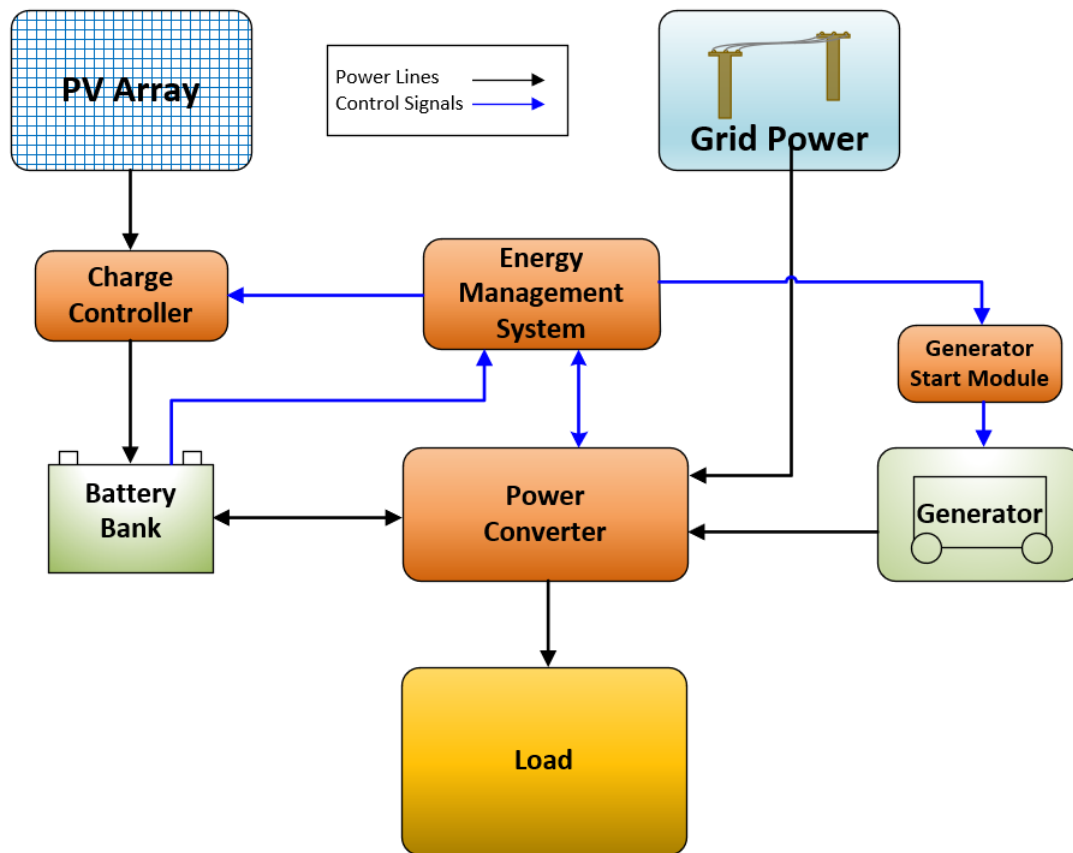 PV Array
Power Lines
Control Signals
Grid Power
Charge
Controller
Energy
Management
System
Generator
Start Module
Battery
Bank
Power
Converter
Generator
Load